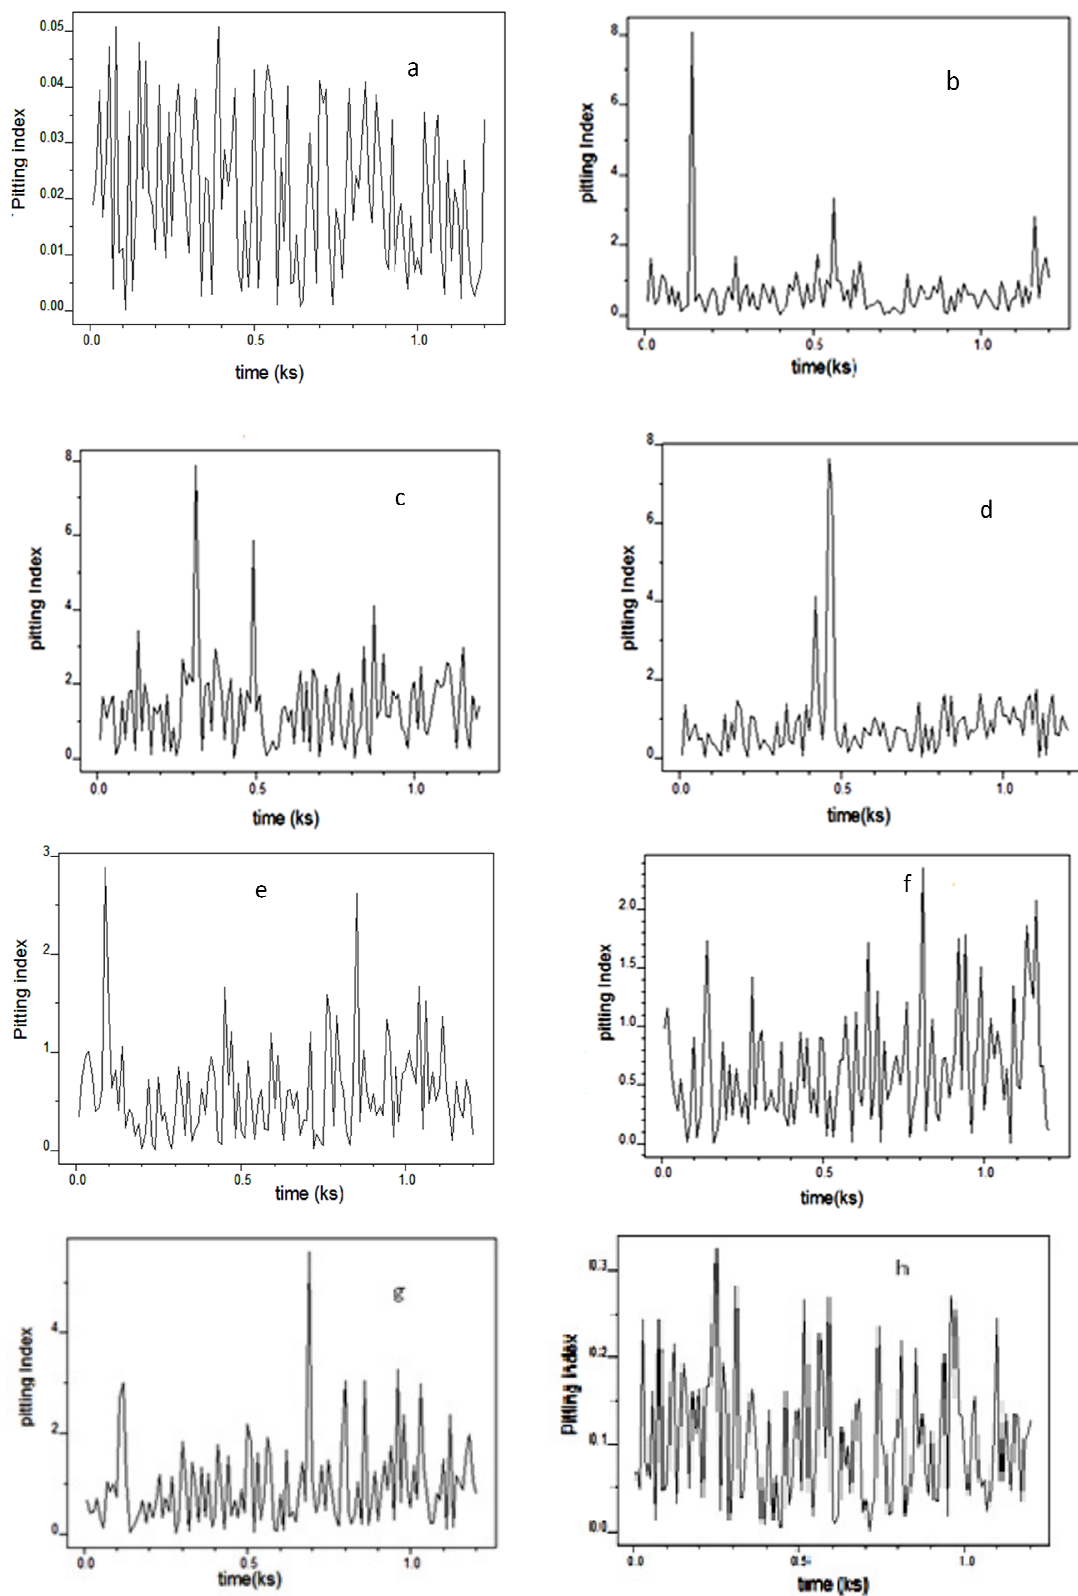 a
Pitting index
0.05
0.04
0.03
0.02
0.01
0.00
0.0 0.5 1.0
time (ks)
b
pitting Index
8
6
4
2
0
0.0 0.5 1.0
time(ks)
c
pitting Index
8
6
4
2
0
0.0 0.5 1.0
time (ks)
d
pitting Index
8
6
4
2
0
0.0 0.5 1.0
time(ks)
e
Pitting index
3
2
1
0
0.0 0.5 1.0
time (ks)
f
pitting Index
2.0
1.5
1.0
0.5
0.0
0.0 0.5 1.0
time(ks)
g
pitting Index
4
2
0
0.0 0.5 1.0
time(ks)
h
Pitting Index
0.3
0.2
0.1
0.0
0.0 0.5 1.0
time (ks)